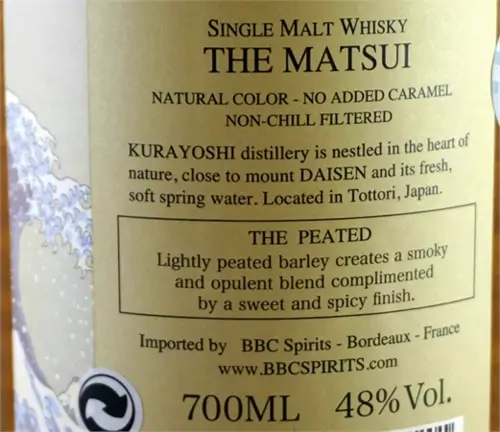 SINGLE MALT WHISKY
THE MATSUI
NATURAL COLOR - NO ADDED CARAMEL
NON-CHILL FILTERED
KURAYOSHI distillery is nestled in the heart of
nature, close to mount DAISEN and its fresh,
soft spring water. Located in Tottori, Japan.
THE PEATED
Lightly peated barley creates a smoky
and opulent blend complimented
by a sweet and spicy finish.
Imported by BBC Spirits - Bordeaux - France
www.BBCSPIRITS.com
700ML 48% Vol.